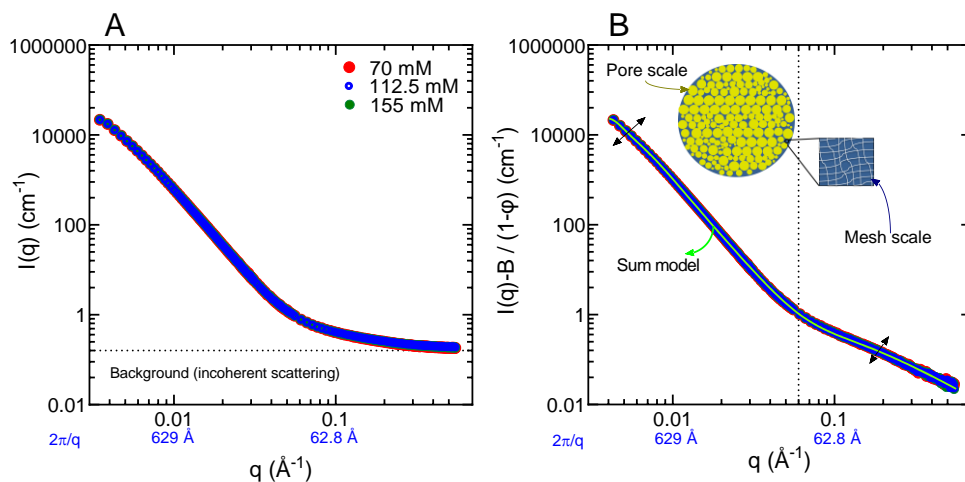 A
I(q) (cm⁻¹)
1000000
10000
100
1
0.01
70 mM
112.5 mM
155 mM
Background (incoherent scattering)
0.01
0.1
2π/q
629 Å
62.8 Å
q (Å⁻¹)
B
I(q)-B / (1-φ) (cm⁻¹)
1000000
10000
100
1
0.01
Pore scale
Mesh scale
Sum model
0.01
0.1
2π/q
629 Å
62.8 Å
q (Å⁻¹)